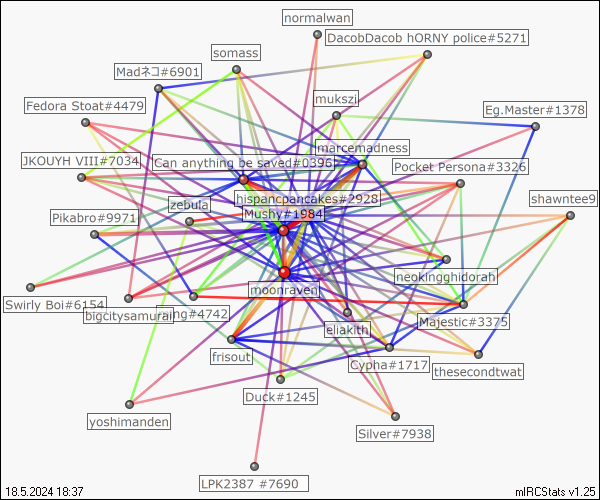 normalwan
DacobDacob hORNY police#5271
somass
Madネコ#6901
mukszi
Fedora Stoat#4479
Eg.Master#1378
marcemadness
JKOUYH VIII#7034
Can anything be saved#0396
Pocket Persona#3326
hispancpancakes#2928
shawntee9
zebula
Mushy#1984
Pikabro#9971
neokingghidorah
moonraven
Swirly Boi#6154
bigcitysamurai
ing#4742
Majestic#3375
eliakith
frisout
Cypha#1717
thesecondtwat
Duck#1245
yoshimanden
Silver#7938
LPK2387 #7690
18.5.2024 18:37
mIRCStats v1.25